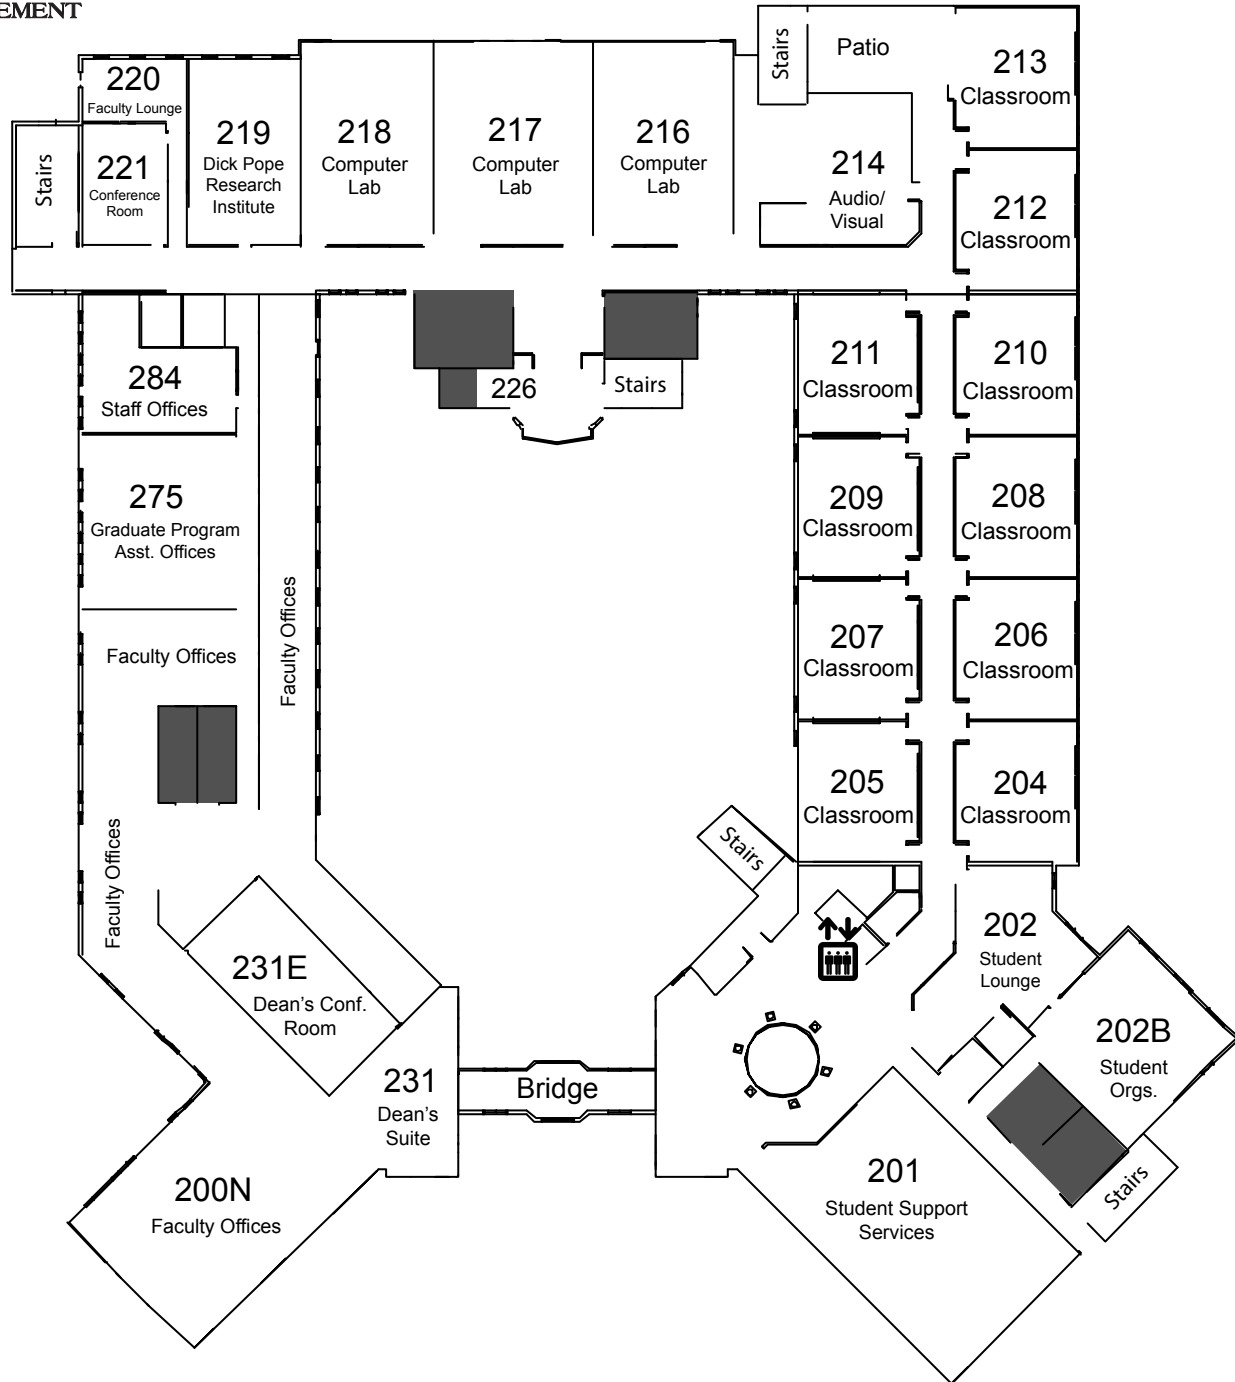 EMENT
220
Faculty Lounge
221
Conference
Room
Stairs
219
Dick Pope
Research
Institute
218
Computer
Lab
217
Computer
Lab
216
Computer
Lab
Stairs
Patio
214
Audio/
Visual
213
Classroom
212
Classroom
284
Staff Offices
226
Stairs
211
Classroom
210
Classroom
275
Graduate Program
Asst. Offices
209
Classroom
208
Classroom
Faculty Offices
Faculty Offices
207
Classroom
206
Classroom
Faculty Offices
205
Classroom
204
Classroom
Stairs
231E
Dean's Conf.
Room
202
Student
Lounge
202B
Student
Orgs.
231
Dean's
Suite
Bridge
200N
Faculty Offices
201
Student Support
Services
Stairs